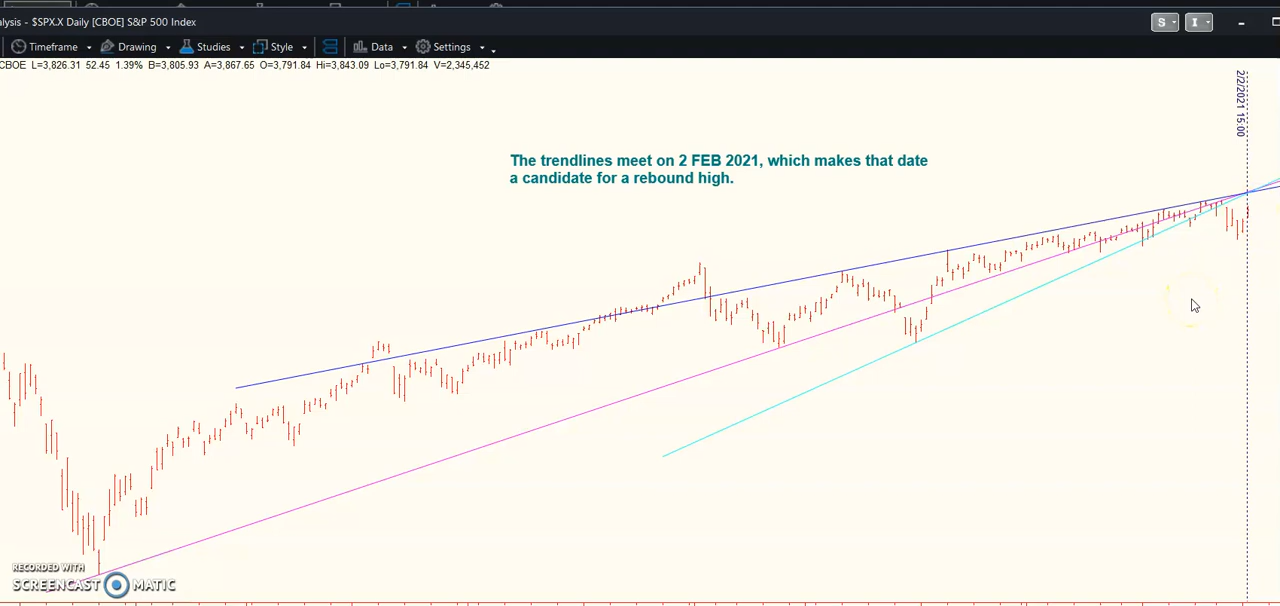 alysis - $SPX.X Daily [CBOE] S&P 500 Index
S
I
Timeframe Drawing Studies Style Data Settings
CBOE L=3,826.31 52.45 1.39% B=3,805.93 A=3,867.65 O=3,791.84 Hi=3,843.09 Lo=3,791.84 V=2,345,452
2/2/2021 15:00
The trendlines meet on 2 FEB 2021, which makes that date
a candidate for a rebound high.
RECORDED WITH
SCREENCAST MATIC